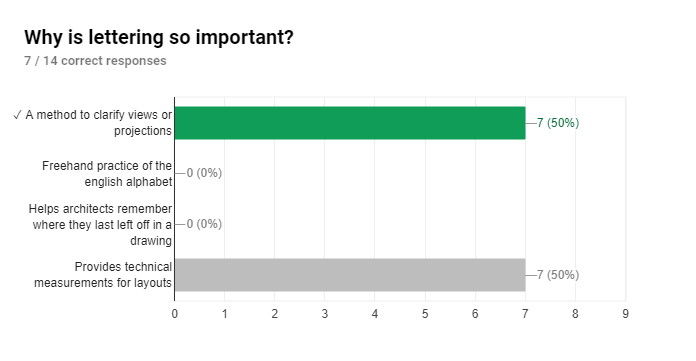 Why is lettering so important?
7 / 14 correct responses
✓ A method to clarify views or
projections
7 (50%)
Freehand practice of the
english alphabet
0 (0%)
Helps architects remember
where they last left off in a
drawing
0 (0%)
Provides technical
measurements for layouts
7 (50%)
0 1 2 3 4 5 6 7 8 9